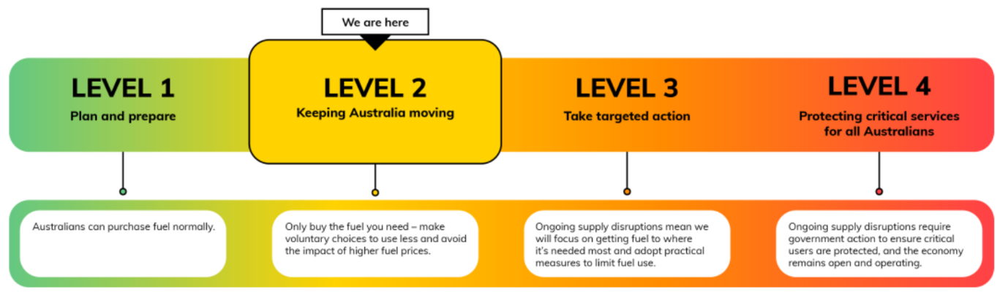 We are here
LEVEL 1
Plan and prepare
LEVEL 2
Keeping Australia moving
LEVEL 3
Take targeted action
LEVEL 4
Protecting critical services
for all Australians
Australians can purchase fuel normally.
Only buy the fuel you need – make
voluntary choices to use less and avoid
the impact of higher fuel prices.
Ongoing supply disruptions mean we
will focus on getting fuel to where
it’s needed most and adopt practical
measures to limit fuel use.
Ongoing supply disruptions require
government action to ensure critical
users are protected, and the economy
remains open and operating.